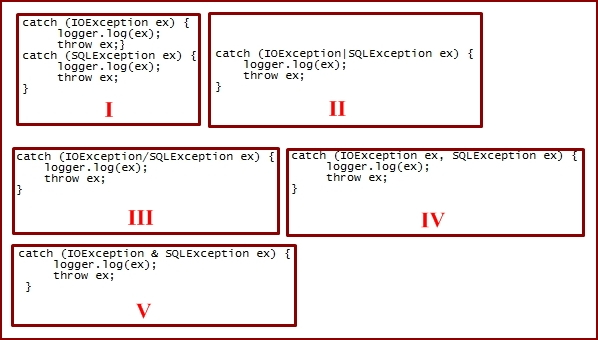 catch (IOException ex) {
logger.log(ex);
throw ex;}
catch (SQLException ex) {
logger.log(ex);
throw ex;
}
I
catch (IOException|SQLException ex) {
logger.log(ex);
throw ex;
}
II
catch (IOException/SQLException ex) {
logger.log(ex);
throw ex;
}
III
catch (IOException ex, SQLException ex) {
logger.log(ex);
throw ex;
}
IV
catch (IOException & SQLException ex) {
logger.log(ex);
throw ex;
}
V